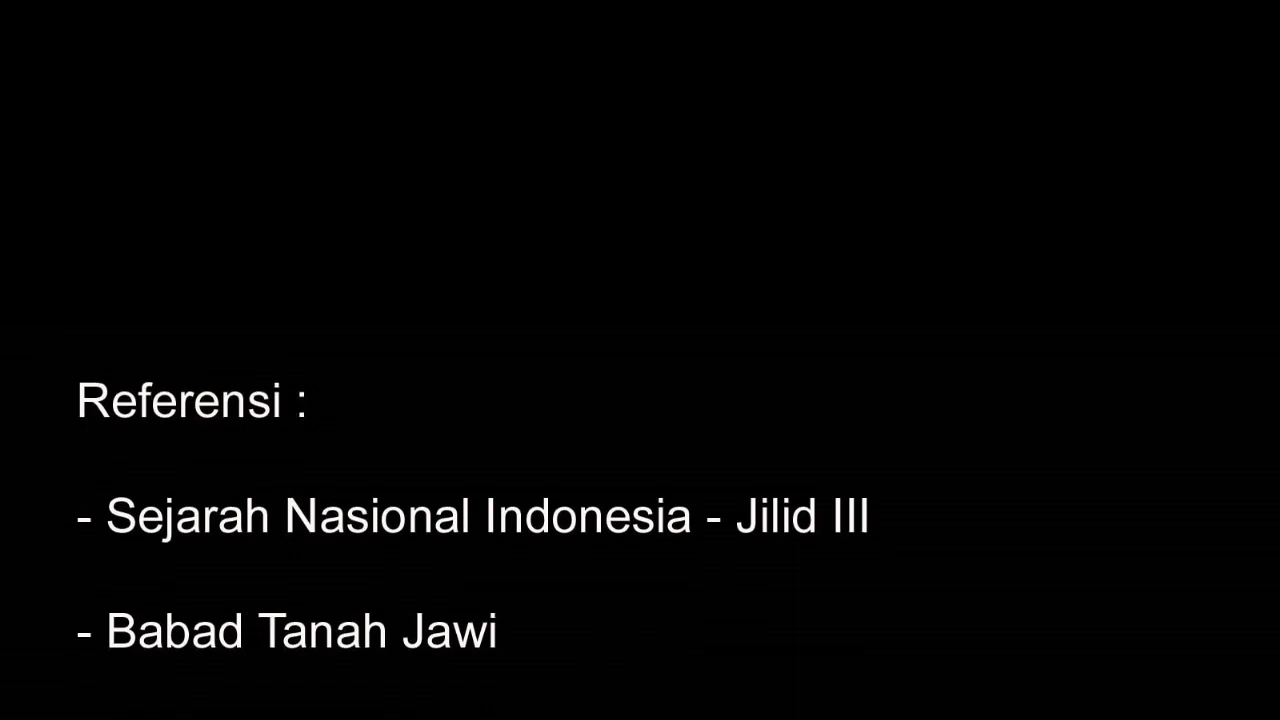 Referensi :
- Sejarah Nasional Indonesia - Jilid III
- Babad Tanah Jawi